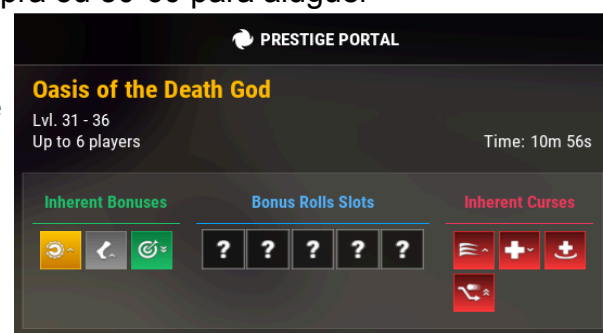 PRESTIGE PORTAL
Oasis of the Death God
Lvl. 31 - 36
Up to 6 players
Time: 10m 56s
Inherent Bonuses
Bonus Rolls Slots
Inherent Curses
? ? ? ? ?